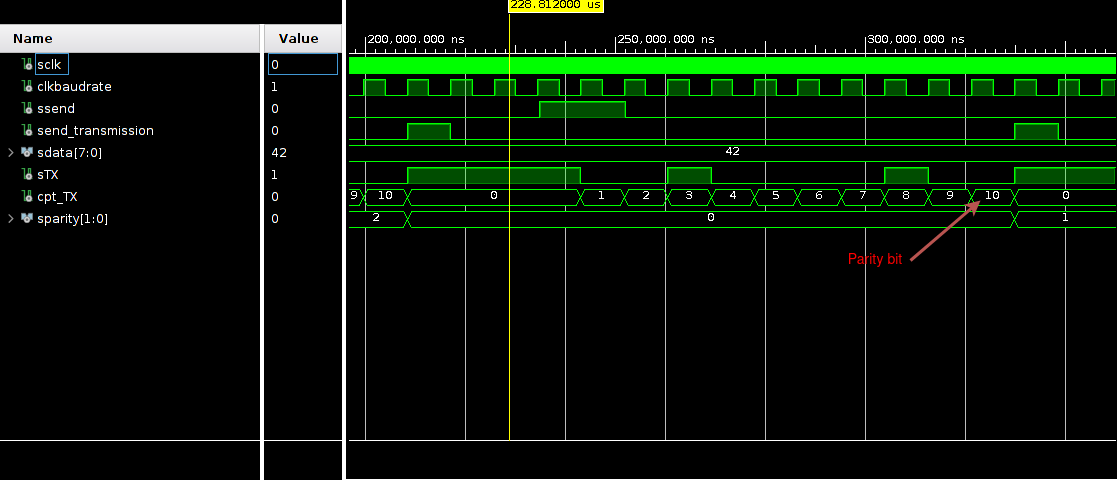 228.812000 us
Name Value
200,000.000 ns 250,000.000 ns 300,000.000 ns
sclk 0
clkbaudrate 1
ssend 0
send_transmission 0
sdata[7:0] 42 42
sTX 1
cpt_TX 0 9 10 0 1 2 3 4 5 6 7 8 9 10 0
sparity[1:0] 0 2 0 1
Parity bit